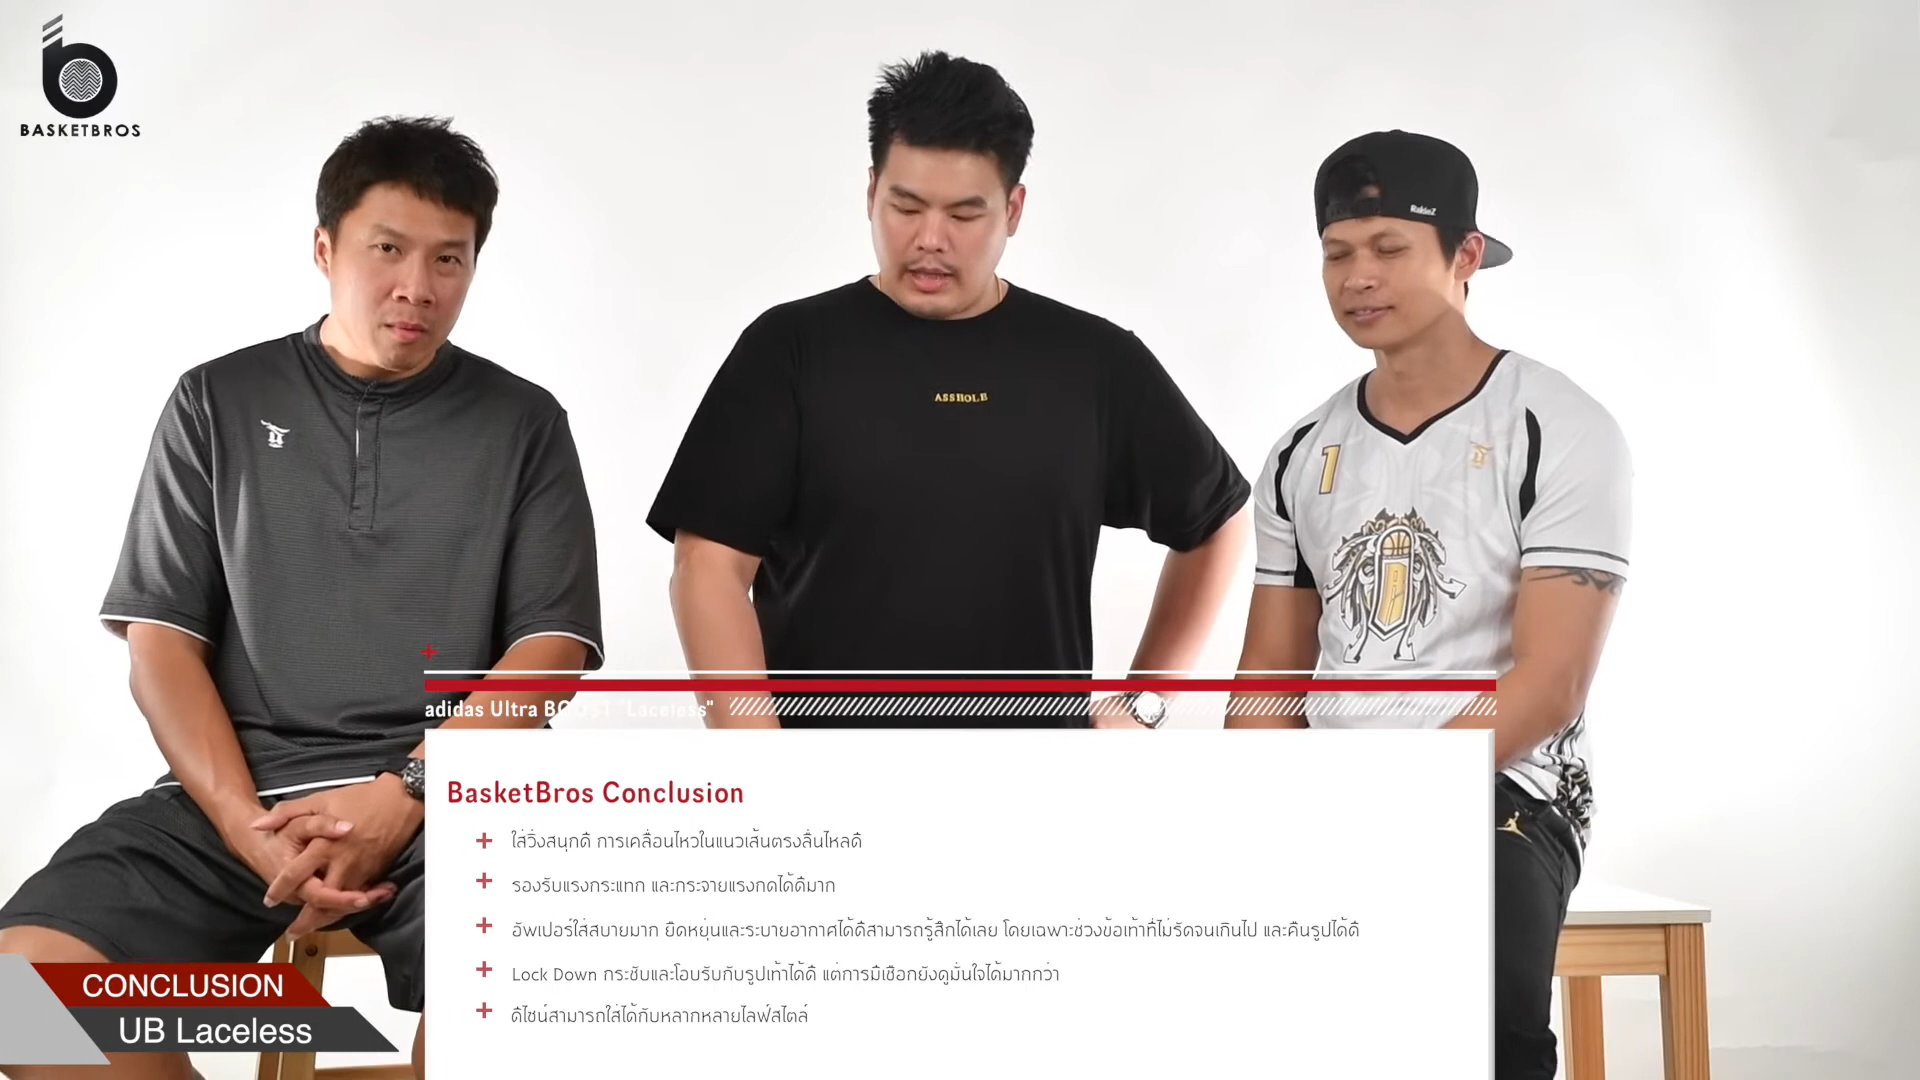 BASKETBROS
RokleZ
ASSHOLE
1
adidas Ultra BOOST "Laceless"
BasketBros Conclusion
ใส่วิ่งสนุกดี การเคลื่อนไหวในแนวเส้นตรงลื่นไหลดี
รองรับแรงกระแทก และกระจายแรงกดได้ดีมาก
อัพเปอร์ใส่สบายมาก ยืดหยุ่นและระบายอากาศได้ดีสามารถรู้สึกได้เลย โดยเฉพาะช่วงข้อเท้าที่ไม่รัดจนเกินไป และคืนรูปได้ดี
Lock Down กระชับและโอบรับกับรูปเท้าได้ดี แต่การมีเชือกยังดูมั่นใจได้มากกว่า
ดีไซน์สามารถใส่ได้กับหลากหลายไลฟ์สไตล์
CONCLUSION
UB Laceless